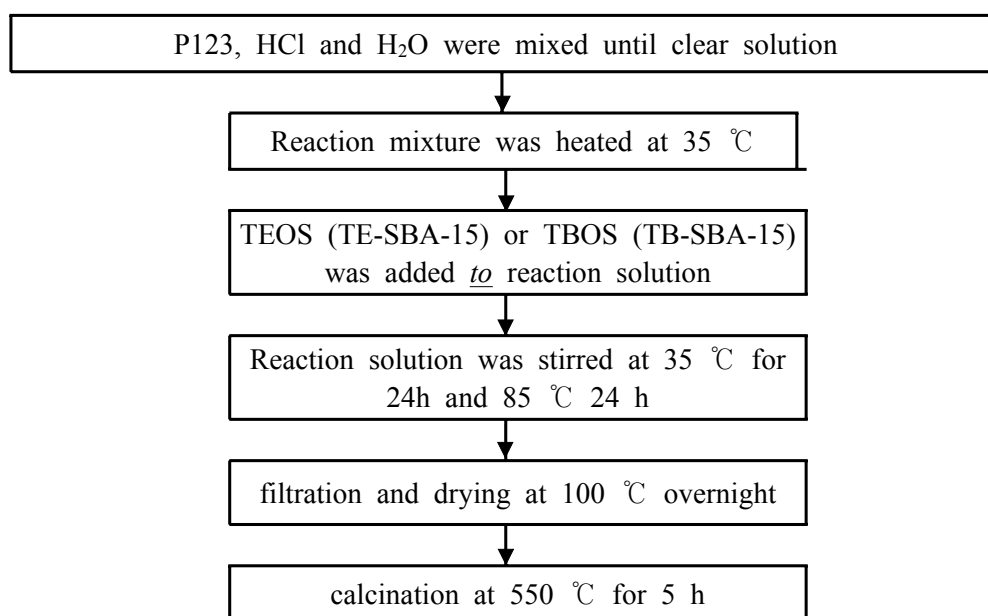 P123, HCl and H₂O were mixed until clear solution
Reaction mixture was heated at 35 ℃
TEOS (TE-SBA-15) or TBOS (TB-SBA-15)
was added to reaction solution
Reaction solution was stirred at 35 ℃ for
24h and 85 ℃ 24 h
filtration and drying at 100 ℃ overnight
calcination at 550 ℃ for 5 h